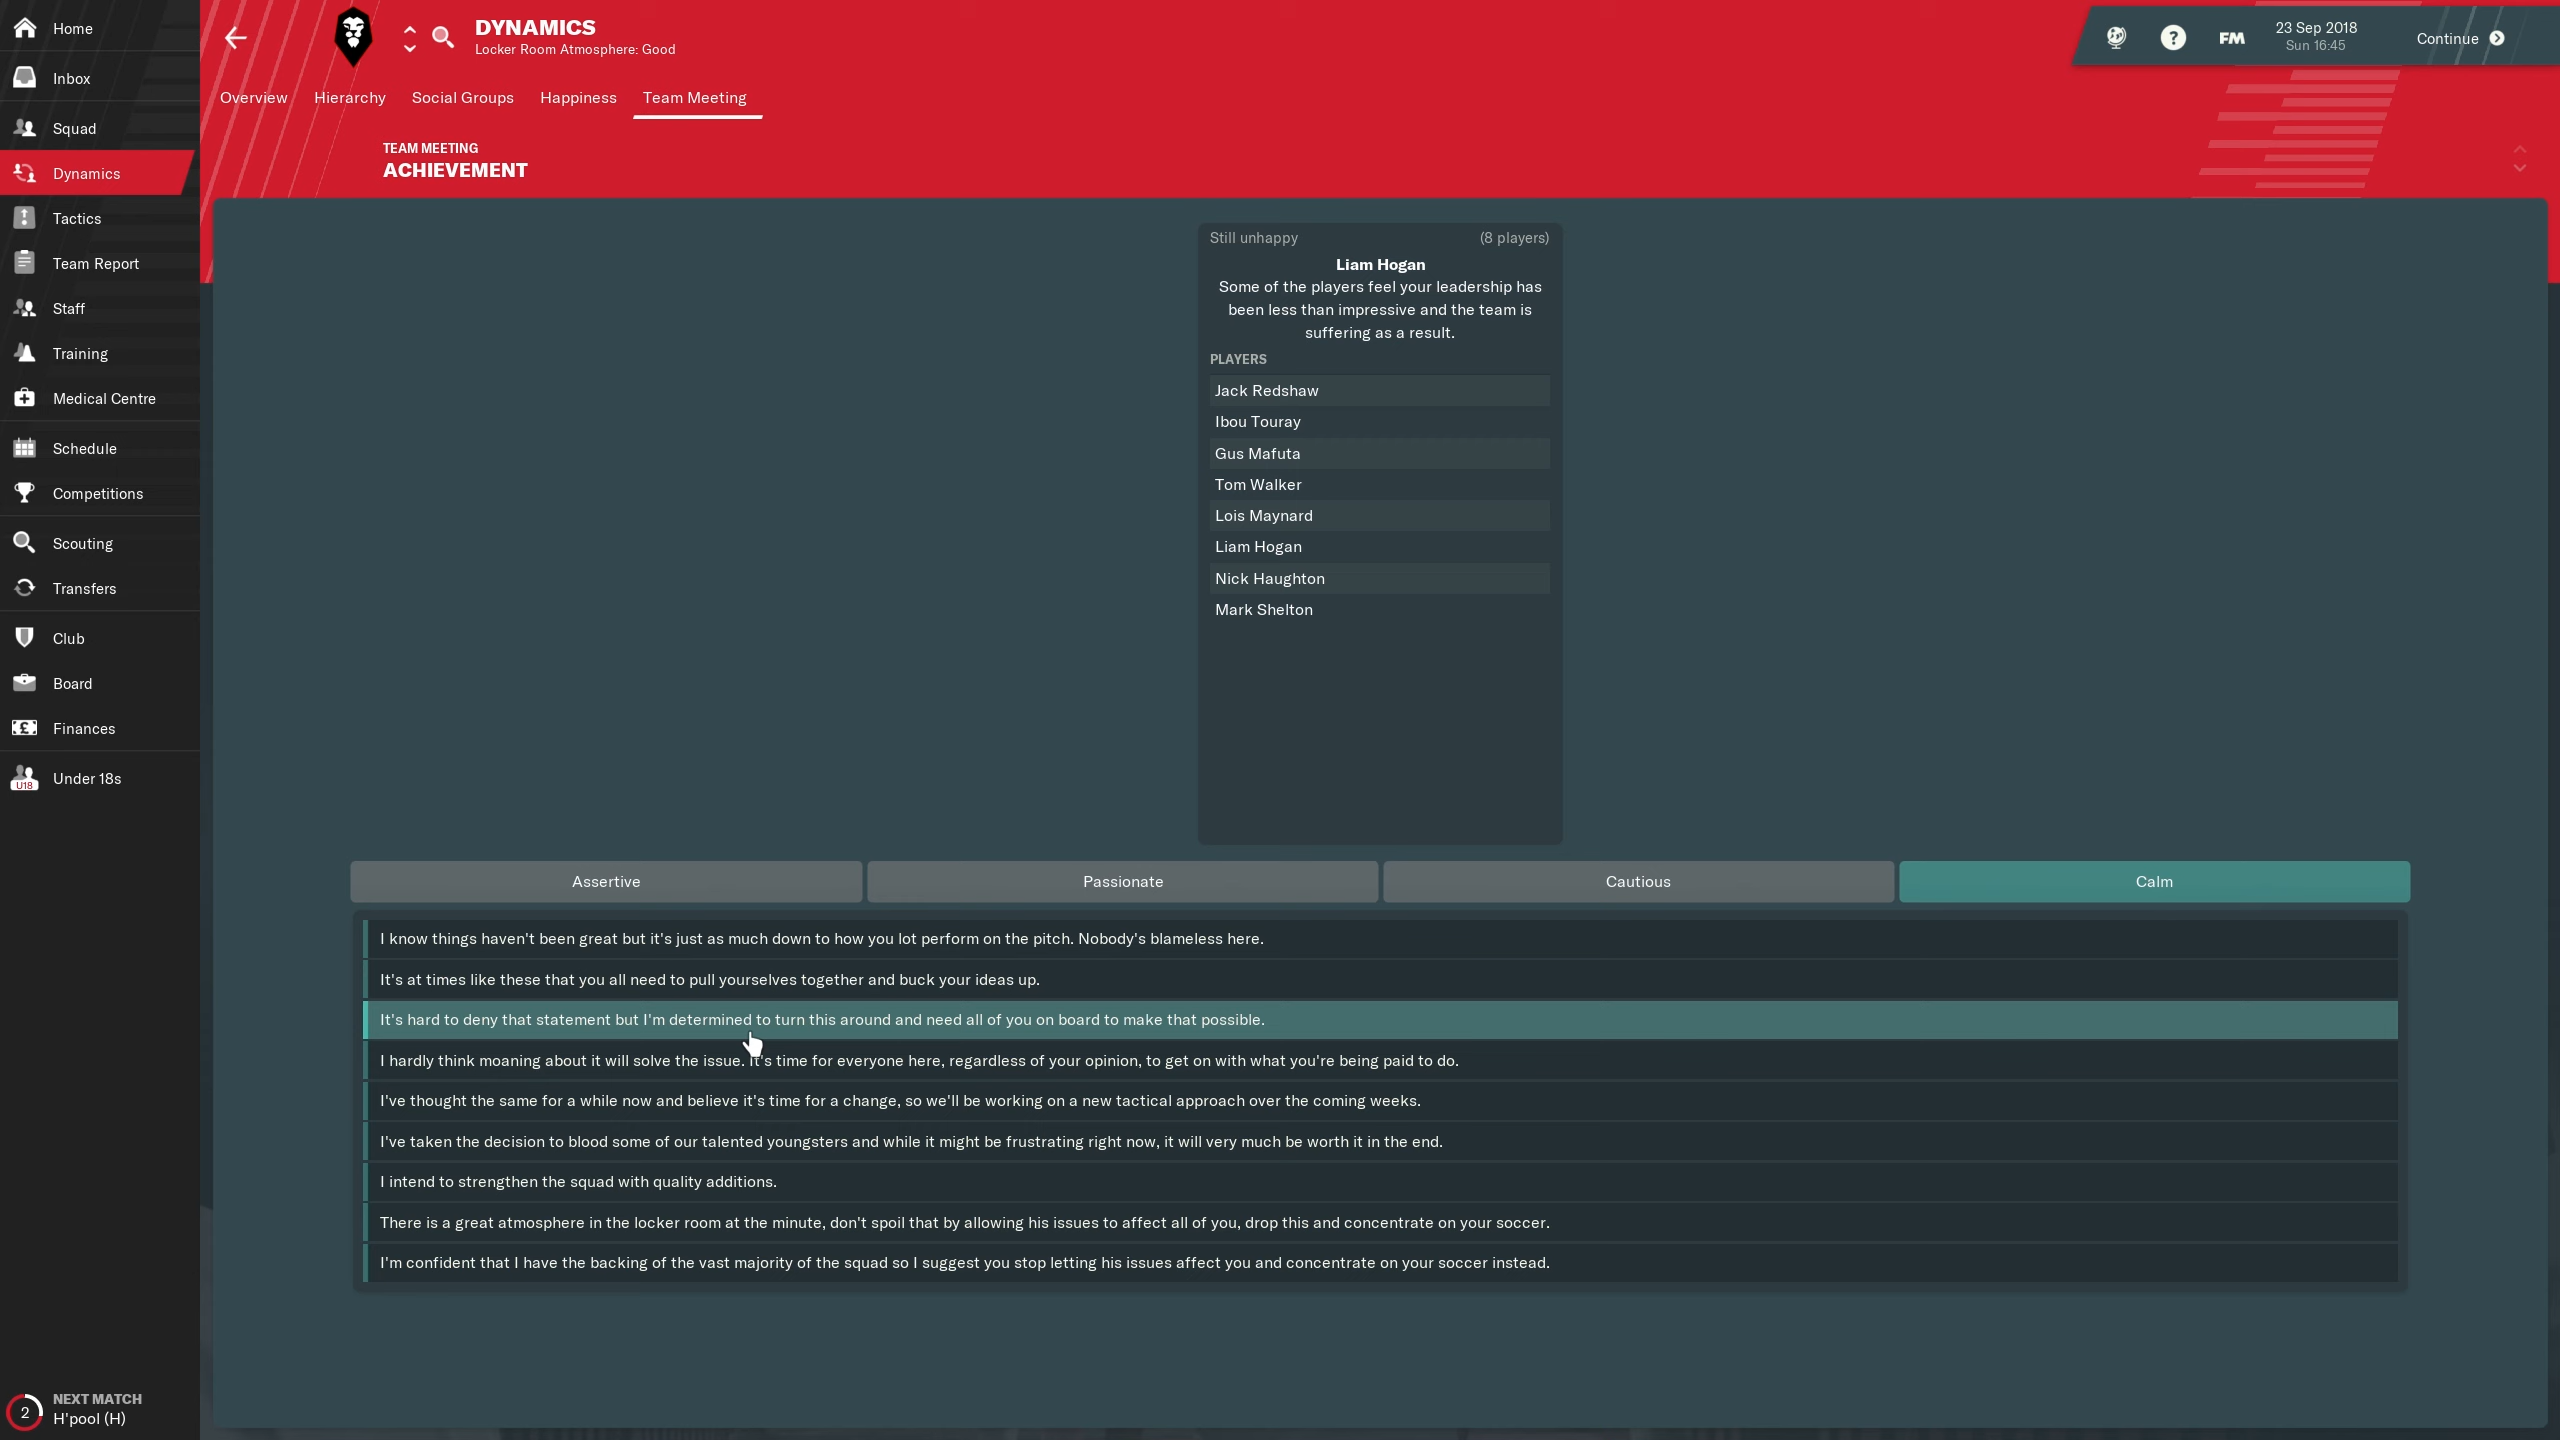 Home
Inbox
Squad
Dynamics
Tactics
Team Report
Staff
Training
Medical Centre
Schedule
Competitions
Scouting
Transfers
Club
Board
Finances
U18
Under 18s
2
NEXT MATCH
H'pool (H)
DYNAMICS
Locker Room Atmosphere: Good
?
FM
23 Sep 2018
Sun 16:45
Continue
Overview
Hierarchy
Social Groups
Happiness
Team Meeting
TEAM MEETING
ACHIEVEMENT
Still unhappy (8 players)
Liam Hogan
Some of the players feel your leadership has
been less than impressive and the team is
suffering as a result.
PLAYERS
Jack Redshaw
Ibou Touray
Gus Mafuta
Tom Walker
Lois Maynard
Liam Hogan
Nick Haughton
Mark Shelton
Assertive
Passionate
Cautious
Calm
I know things haven't been great but it's just as much down to how you lot perform on the pitch. Nobody's blameless here.
It's at times like these that you all need to pull yourselves together and buck your ideas up.
It's hard to deny that statement but I'm determined to turn this around and need all of you on board to make that possible.
I hardly think moaning about it will solve the issue. It's time for everyone here, regardless of your opinion, to get on with what you're being paid to do.
I've thought the same for a while now and believe it's time for a change, so we'll be working on a new tactical approach over the coming weeks.
I've taken the decision to blood some of our talented youngsters and while it might be frustrating right now, it will very much be worth it in the end.
I intend to strengthen the squad with quality additions.
There is a great atmosphere in the locker room at the minute, don't spoil that by allowing his issues to affect all of you, drop this and concentrate on your soccer.
I'm confident that I have the backing of the vast majority of the squad so I suggest you stop letting his issues affect you and concentrate on your soccer instead.